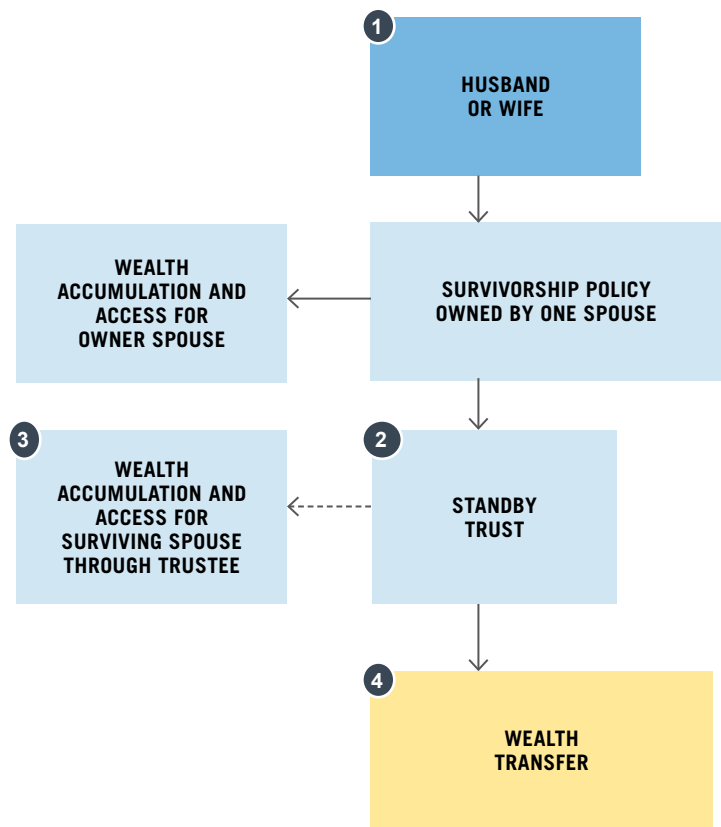 1
HUSBAND
OR WIFE
WEALTH
ACCUMULATION AND
ACCESS FOR
OWNER SPOUSE
SURVIVORSHIP POLICY
OWNED BY ONE SPOUSE
3
WEALTH
ACCUMULATION AND
ACCESS FOR
SURVIVING SPOUSE
THROUGH TRUSTEE
2
STANDBY
TRUST
4
WEALTH
TRANSFER